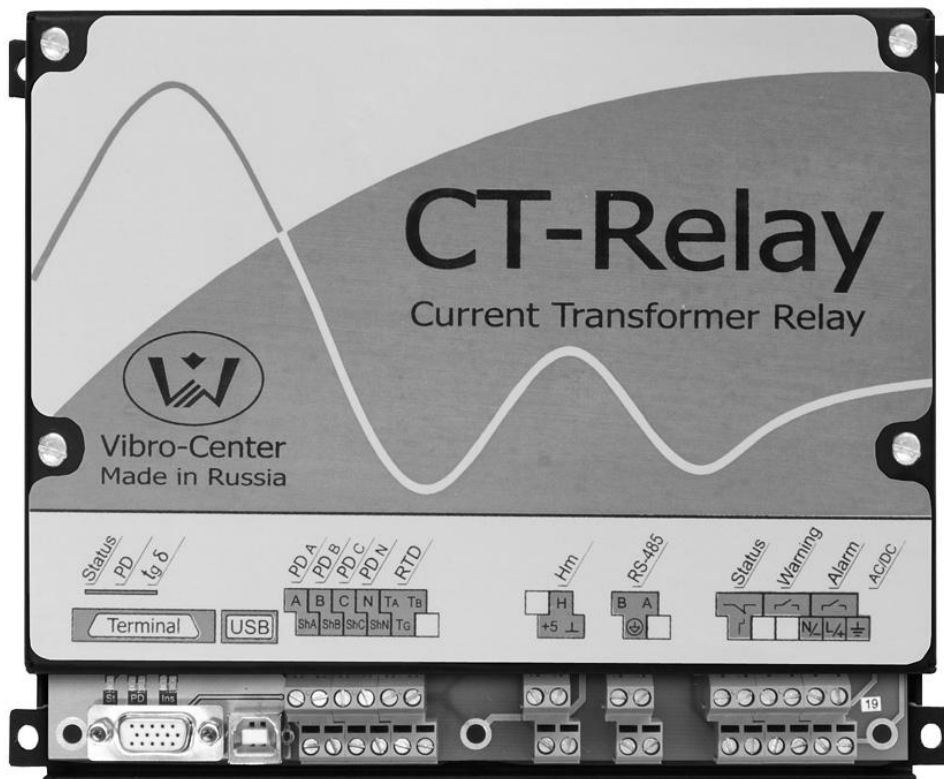 CT-Relay
Current Transformer Relay
Vibro-Center
Made in Russia
Status PD tg δ
PD A PD B PD C PD N RTD
Hm
RS-485
Status Warning Alarm AC/DC
A B C N TA TB
H
B A
Terminal
USB
ShA ShB ShC ShN TG
+5 ⊥
N/- L/+
St PD Ins
19